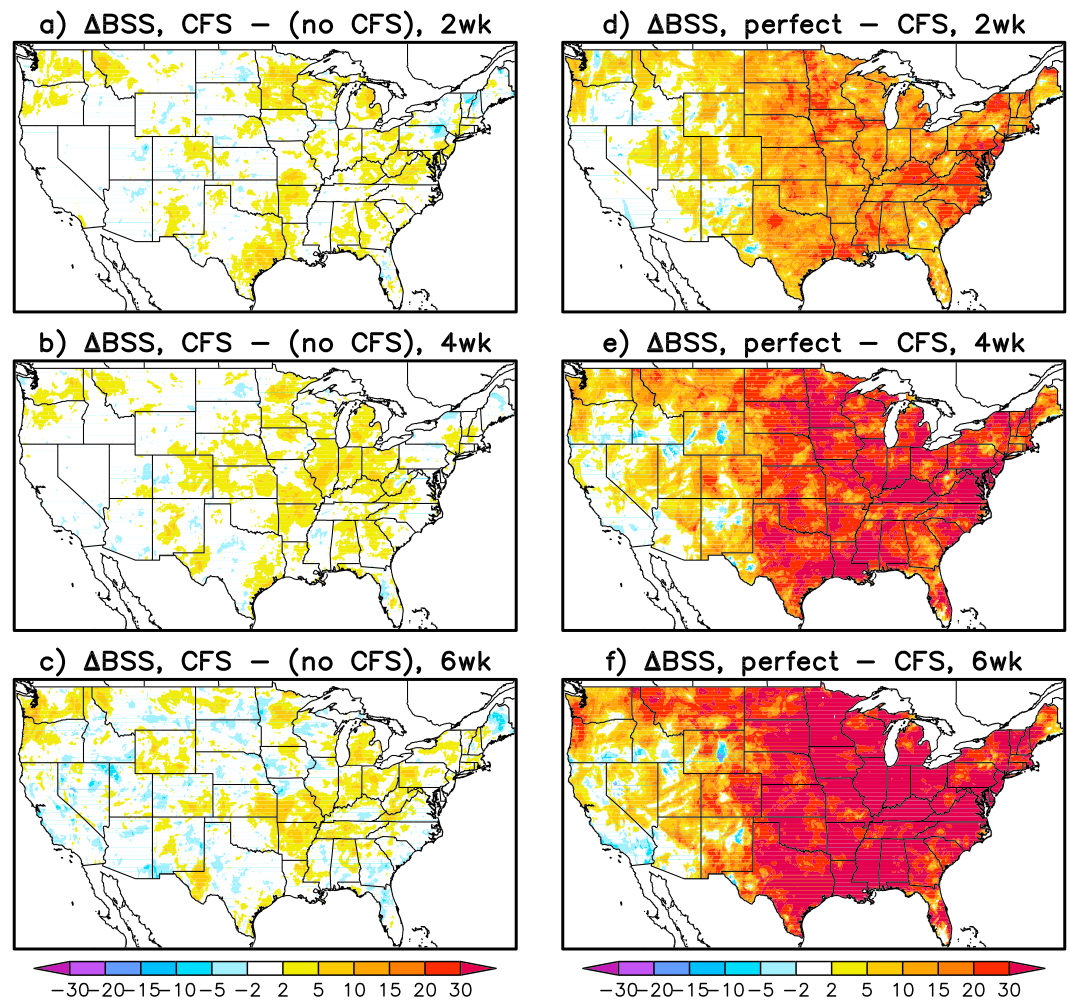 a) ΔBSS, CFS – (no CFS), 2wk
d) ΔBSS, perfect – CFS, 2wk
b) ΔBSS, CFS – (no CFS), 4wk
e) ΔBSS, perfect – CFS, 4wk
c) ΔBSS, CFS – (no CFS), 6wk
f) ΔBSS, perfect – CFS, 6wk
–30 –20 –15 –10 –5 –2 2 5 10 15 20 30
–30 –20 –15 –10 –5 –2 2 5 10 15 20 30